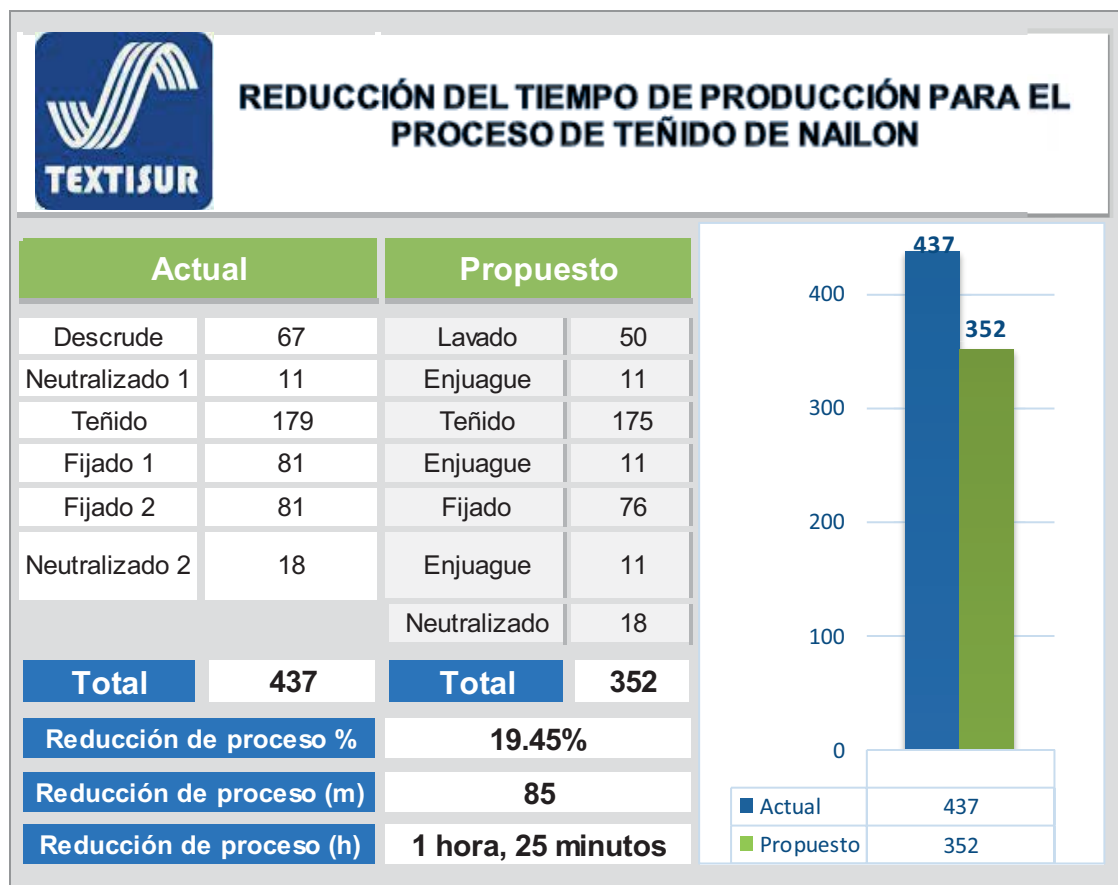 TEXTISUR
REDUCCIÓN DEL TIEMPO DE PRODUCCIÓN PARA EL
PROCESO DE TEÑIDO DE NAILON
Actual Propuesto
Descrude 67 Lavado 50
Neutralizado 1 11 Enjuague 11
Teñido 179 Teñido 175
Fijado 1 81 Enjuague 11
Fijado 2 81 Fijado 76
Neutralizado 2 18 Enjuague 11
Neutralizado 18
Total 437 Total 352
Reducción de proceso % 19.45%
Reducción de proceso (m) 85
Reducción de proceso (h) 1 hora, 25 minutos
437
400
352
300
200
100
0
Actual 437
Propuesto 352